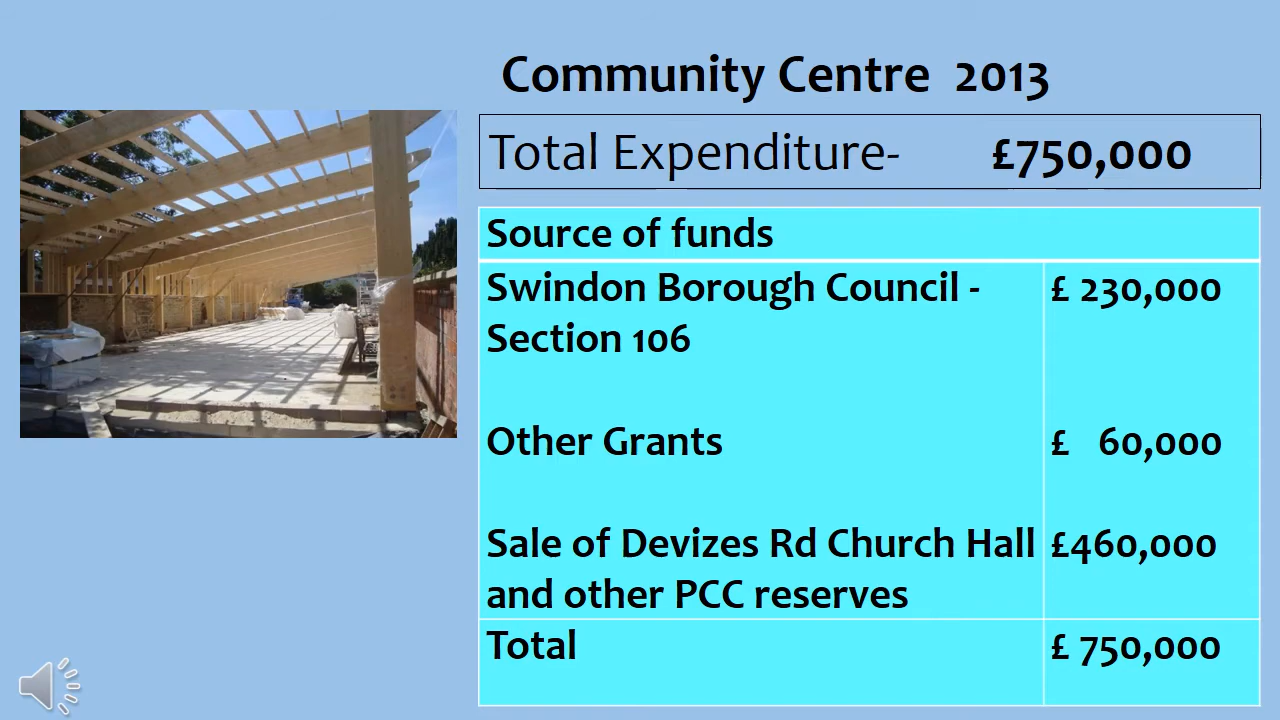 Community Centre 2013
Total Expenditure- £750,000
Source of funds
Swindon Borough Council - £ 230,000
Section 106
Other Grants £ 60,000
Sale of Devizes Rd Church Hall £460,000
and other PCC reserves
Total £ 750,000